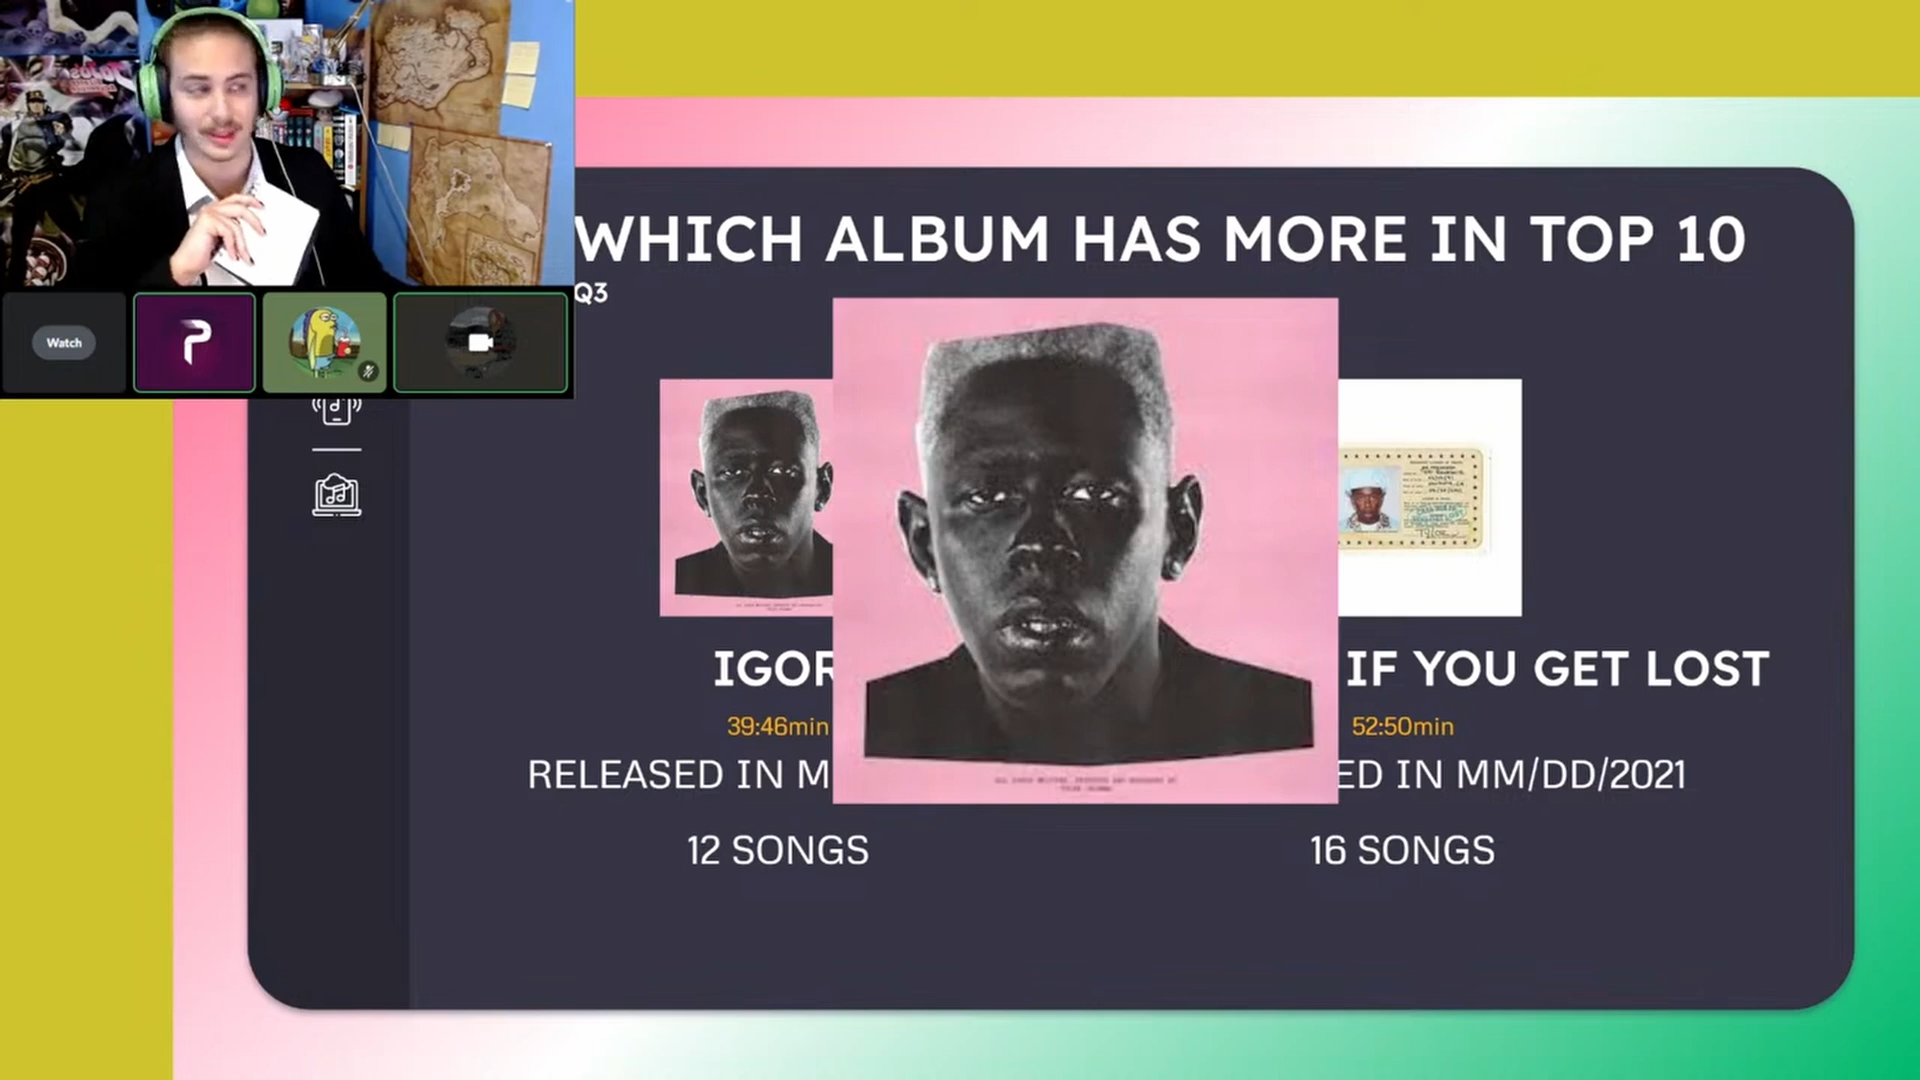 WHICH ALBUM HAS MORE IN TOP 10
Q3
Watch
IGOR
IF YOU GET LOST
39:46min
52:50min
RELEASED IN M
ED IN MM/DD/2021
12 SONGS
16 SONGS